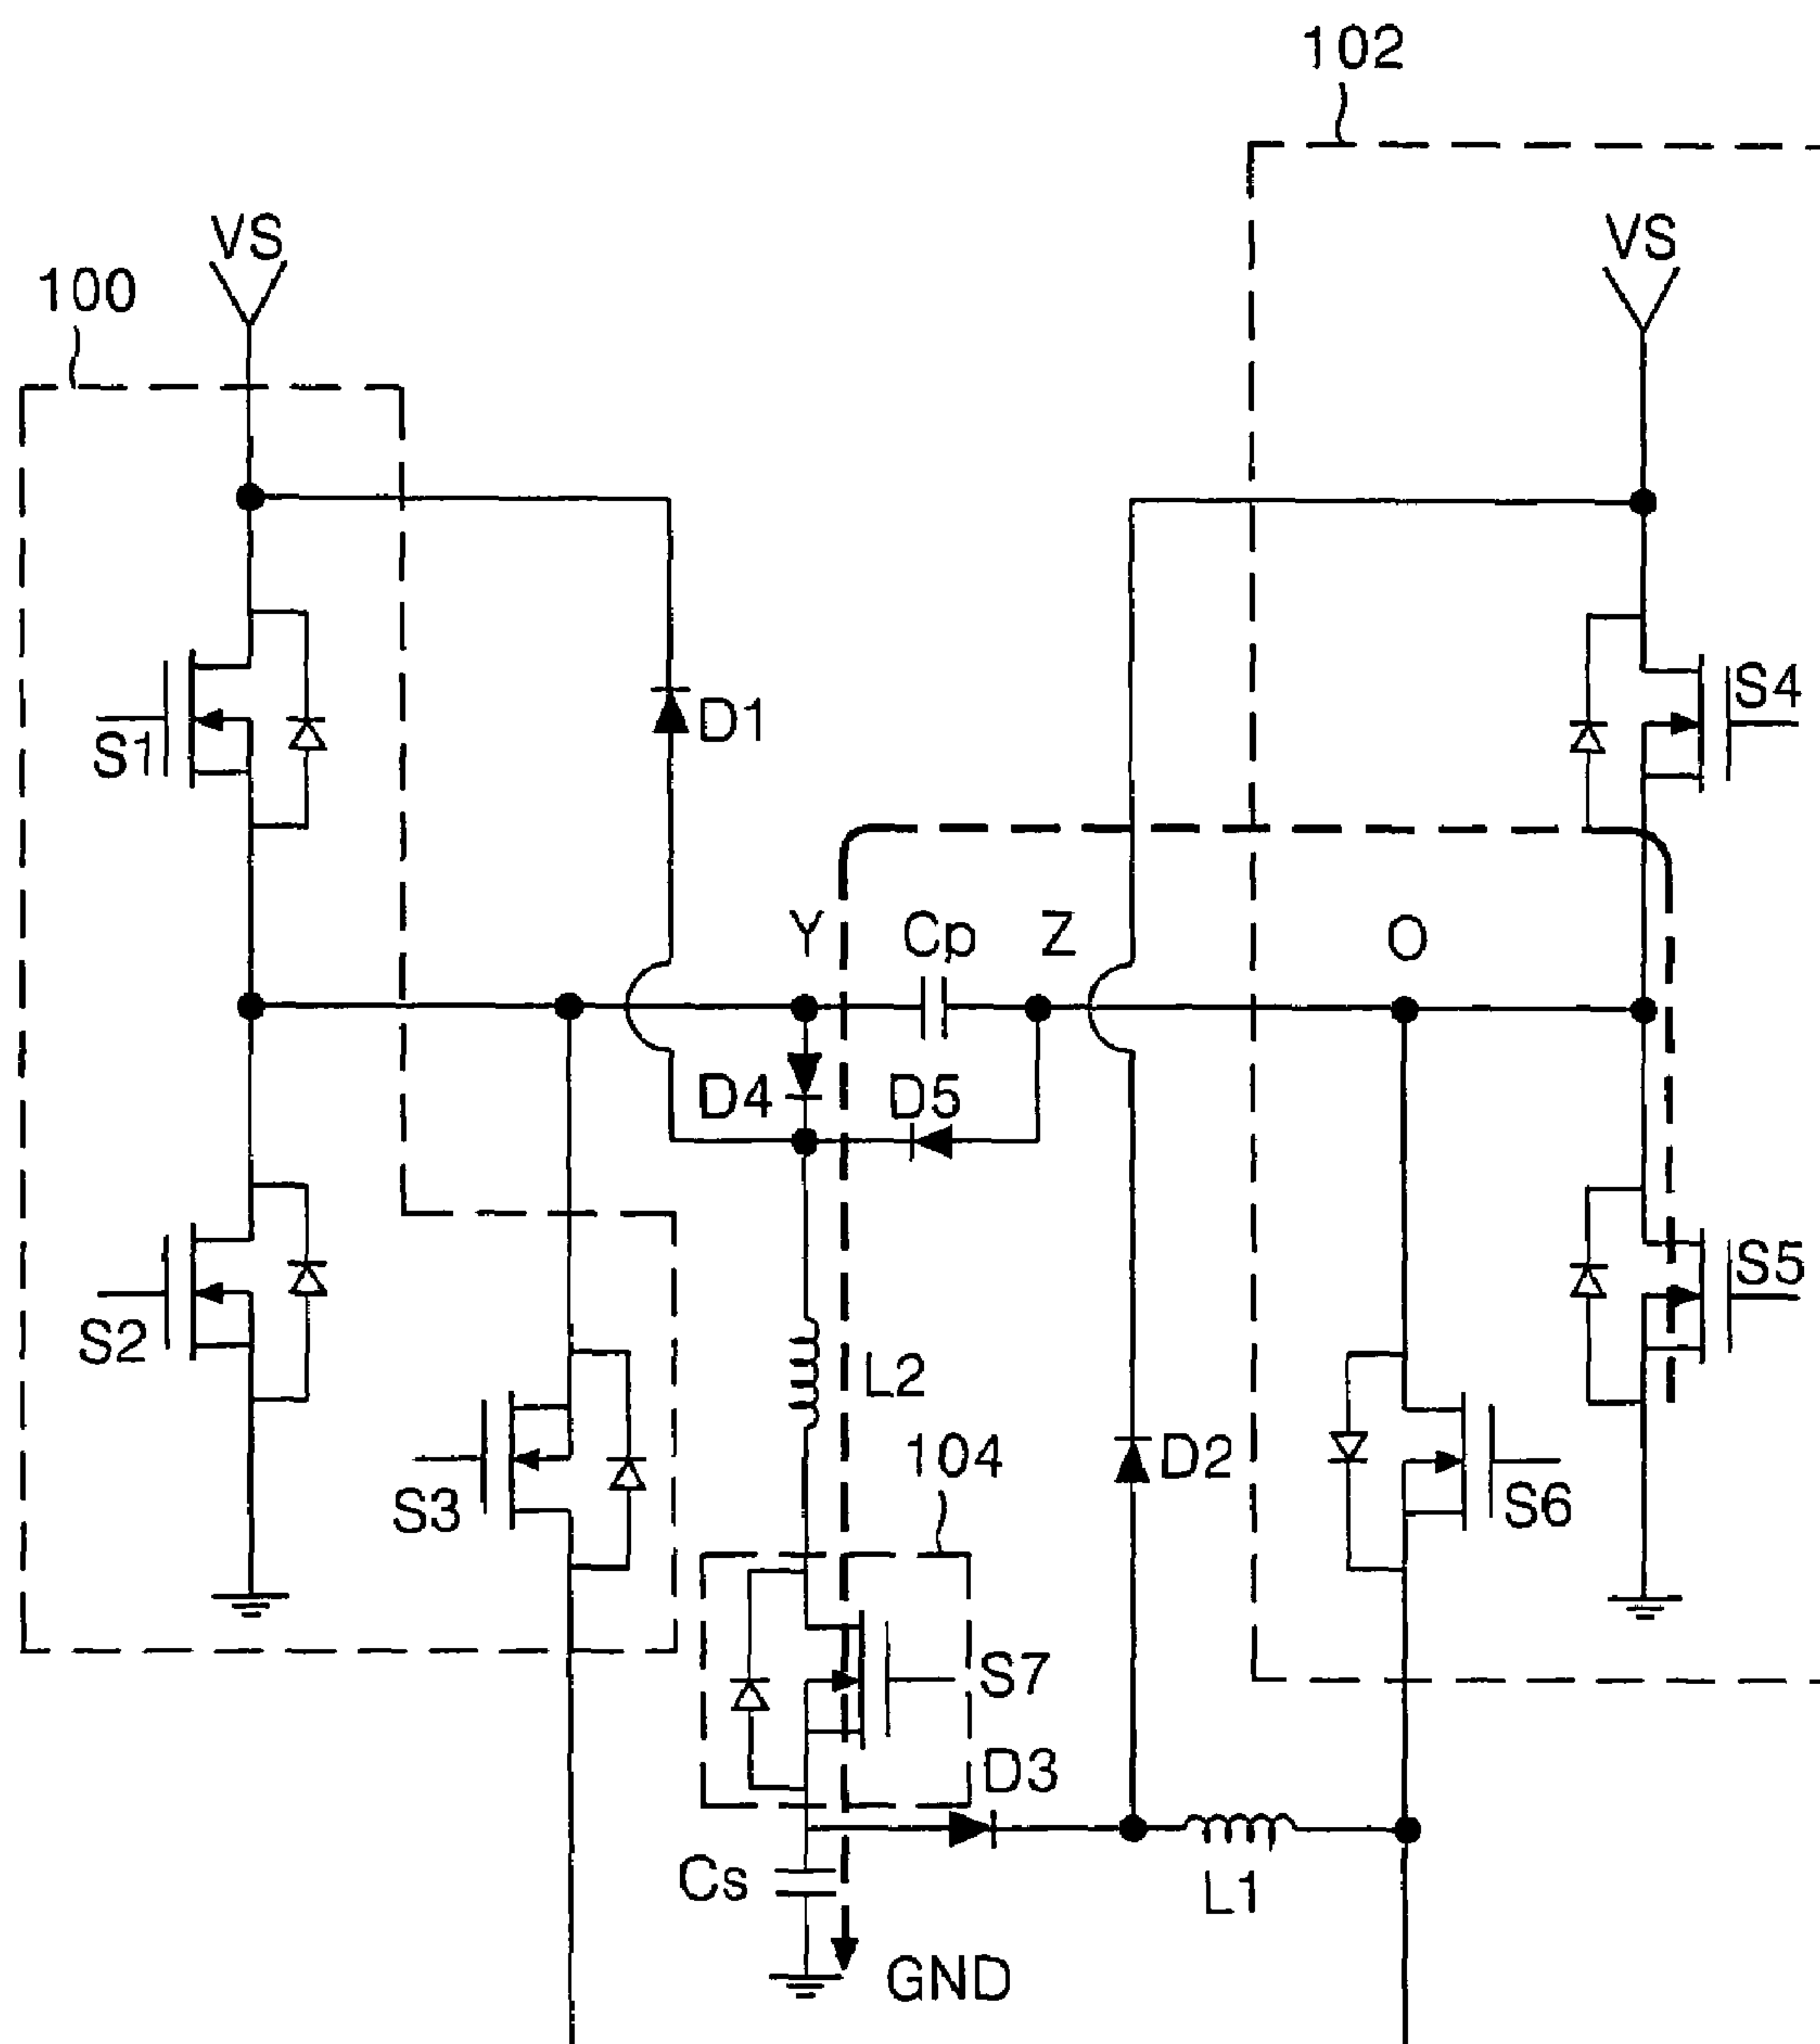 102
VS
VS
100
S4
D1
S1
Y
Cp
Z
O
D4
D5
S5
S2
L2
104
D2
S3
S6
S7
D3
Cs
L1
GND